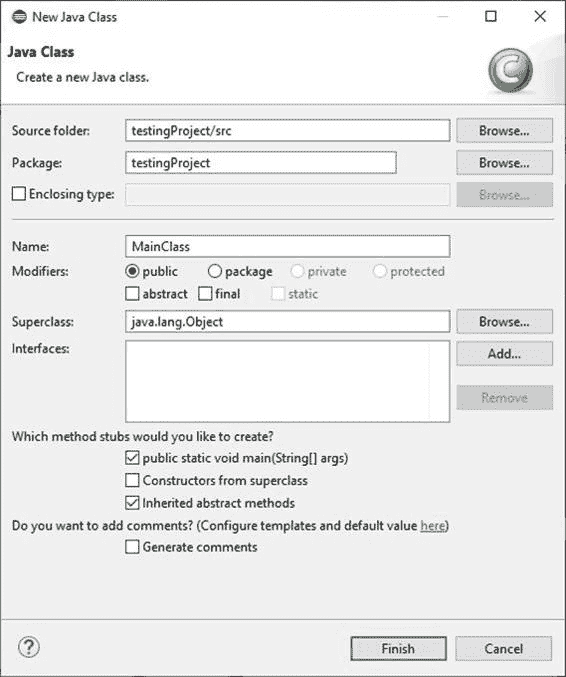 New Java Class
Java Class
Create a new Java class.
C
Source folder: testingProject/src Browse...
Package: testingProject Browse...
Enclosing type: Browse...
Name: MainClass
Modifiers: public package private protected
abstract final static
Superclass: java.lang.Object Browse...
Interfaces: Add...
Remove
Which method stubs would you like to create?
public static void main(String[] args)
Constructors from superclass
Inherited abstract methods
Do you want to add comments? (Configure templates and default value here)
Generate comments
? Finish Cancel